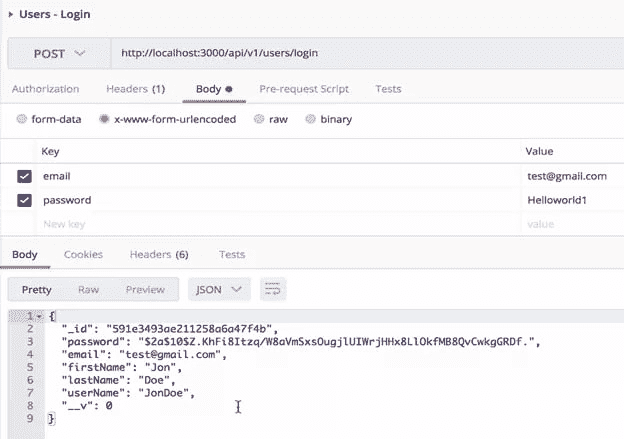 Users - Login
POST http://localhost:3000/api/v1/users/login
Authorization Headers (1) Body Pre-request Script Tests
form-data x-www-form-urlencoded raw binary
Key Value
email test@gmail.com
password Helloworld1
New key value
Body Cookies Headers (6) Tests
Pretty Raw Preview JSON
1 {
2 "_id": "591e3493ae211258a6a47f4b",
3 "password": "$2a$10$Z.KhFi8Itzq/W8aVmSxsOugjlUIWrjHHx8LlOkfMB8QvCwkgGRDf.",
4 "email": "test@gmail.com",
5 "firstName": "Jon",
6 "lastName": "Doe",
7 "userName": "JonDoe",
8 "__v": 0
9 }